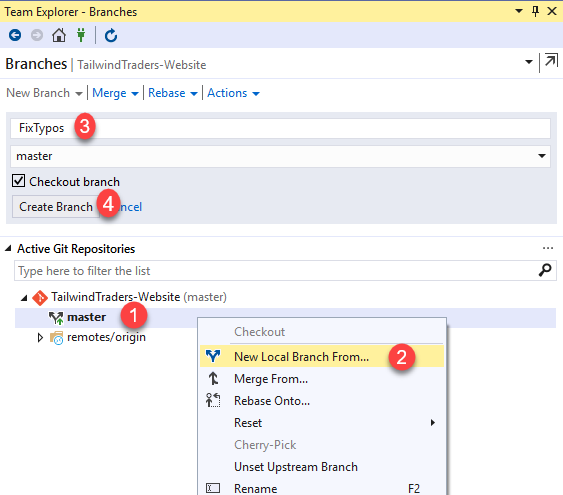 Team Explorer - Branches
Branches | TailwindTraders-Website
New Branch Merge Rebase Actions
FixTypos 3
master
Checkout branch
4
Create Branch
Active Git Repositories
Type here to filter the list
TailwindTraders-Website (master)
master 1
remotes/origin
Checkout
New Local Branch From... 2
Merge From...
Rebase Onto...
Reset
Cherry-Pick
Unset Upstream Branch
Rename F2